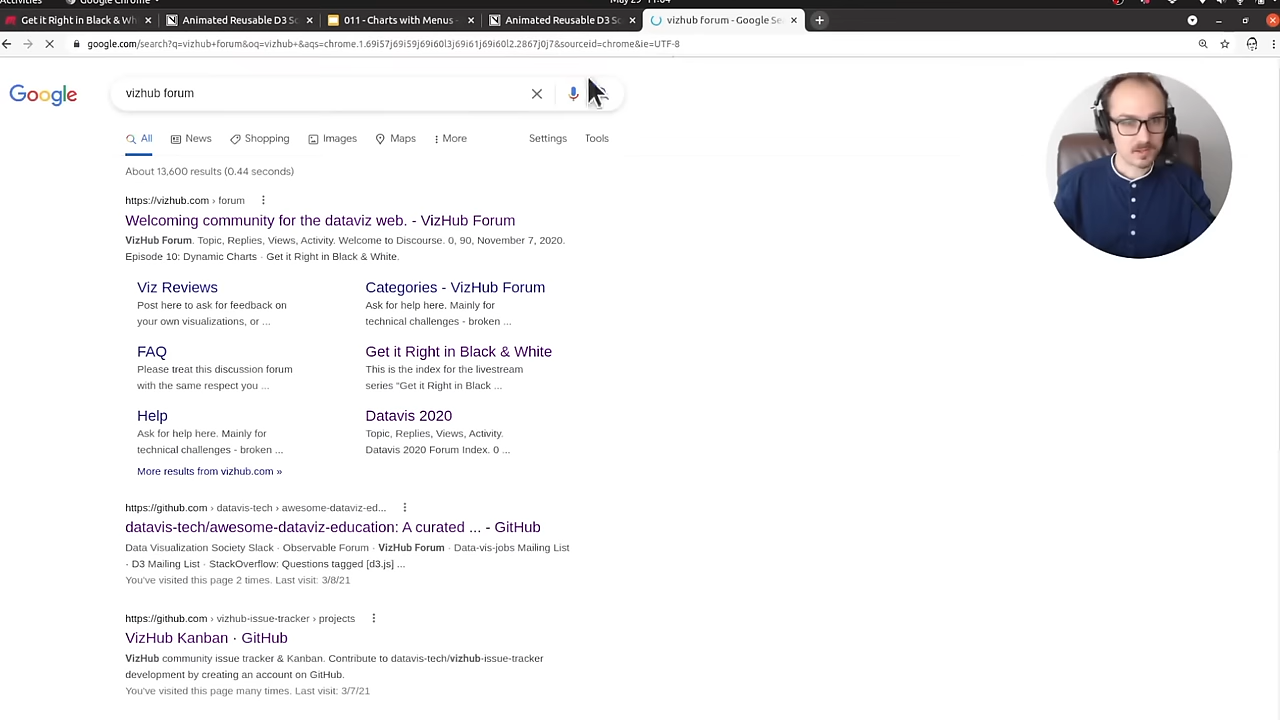 Activities
Google Chrome
May 29 11:04
Get it Right in Black & Wh
Animated Reusable D3 Sc
011 - Charts with Menus -
Animated Reusable D3 Sc
vizhub forum - Google Se
google.com/search?q=vizhub+forum&oq=vizhub+&aqs=chrome.1.69i57j69i59j69i60l3j69i61j69i60l2.2867j0j7&sourceid=chrome&ie=UTF-8
Google
vizhub forum
All
News
Shopping
Images
Maps
More
Settings
Tools
About 13,600 results (0.44 seconds)
https://vizhub.com › forum
Welcoming community for the dataviz web. - VizHub Forum
VizHub Forum. Topic, Replies, Views, Activity. Welcome to Discourse. 0, 90, November 7, 2020.
Episode 10: Dynamic Charts · Get it Right in Black & White.
Viz Reviews
Post here to ask for feedback on
your own visualizations, or ...
Categories - VizHub Forum
Ask for help here. Mainly for
technical challenges - broken ...
FAQ
Please treat this discussion forum
with the same respect you ...
Get it Right in Black & White
This is the index for the livestream
series “Get it Right in Black ...
Help
Ask for help here. Mainly for
technical challenges - broken ...
Datavis 2020
Topic, Replies, Views, Activity.
Datavis 2020 Forum Index. 0 ...
More results from vizhub.com »
https://github.com › datavis-tech › awesome-dataviz-ed...
datavis-tech/awesome-dataviz-education: A curated ... - GitHub
Data Visualization Society Slack · Observable Forum · VizHub Forum · Data-vis-jobs Mailing List
· D3 Mailing List · StackOverflow: Questions tagged [d3.js] ...
You've visited this page 2 times. Last visit: 3/8/21
https://github.com › vizhub-issue-tracker › projects
VizHub Kanban · GitHub
VizHub community issue tracker & Kanban. Contribute to datavis-tech/vizhub-issue-tracker
development by creating an account on GitHub.
You've visited this page many times. Last visit: 3/7/21